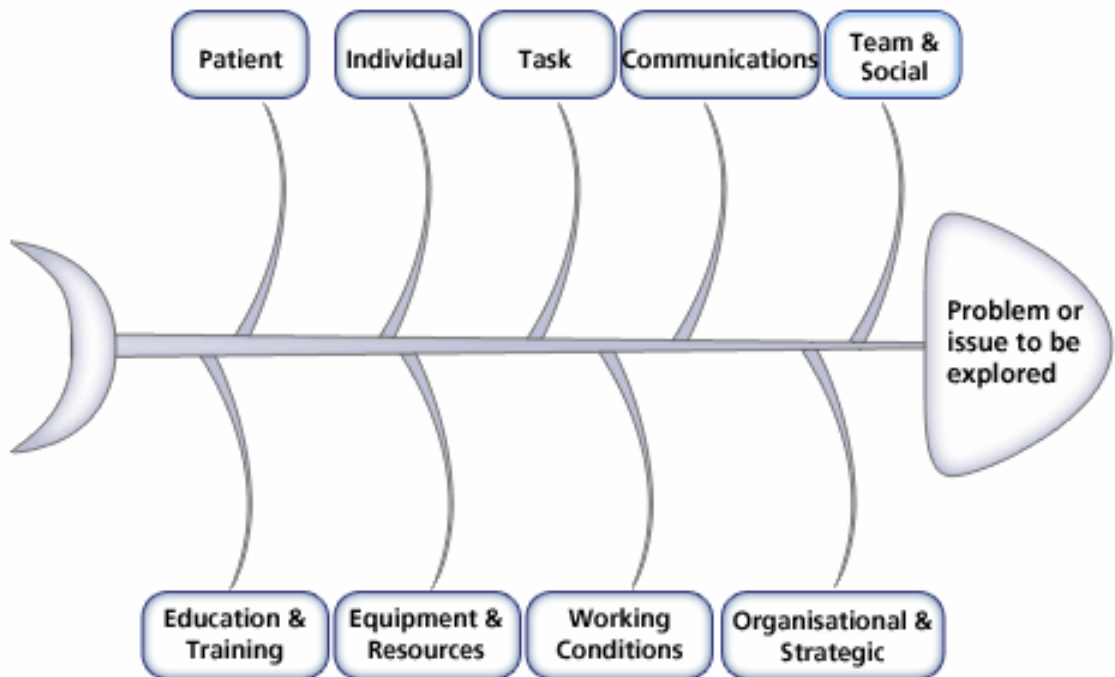 Patient
Individual
Task
Communications
Team &
Social
Problem or
issue to be
explored
Education &
Training
Equipment &
Resources
Working
Conditions
Organisational &
Strategic